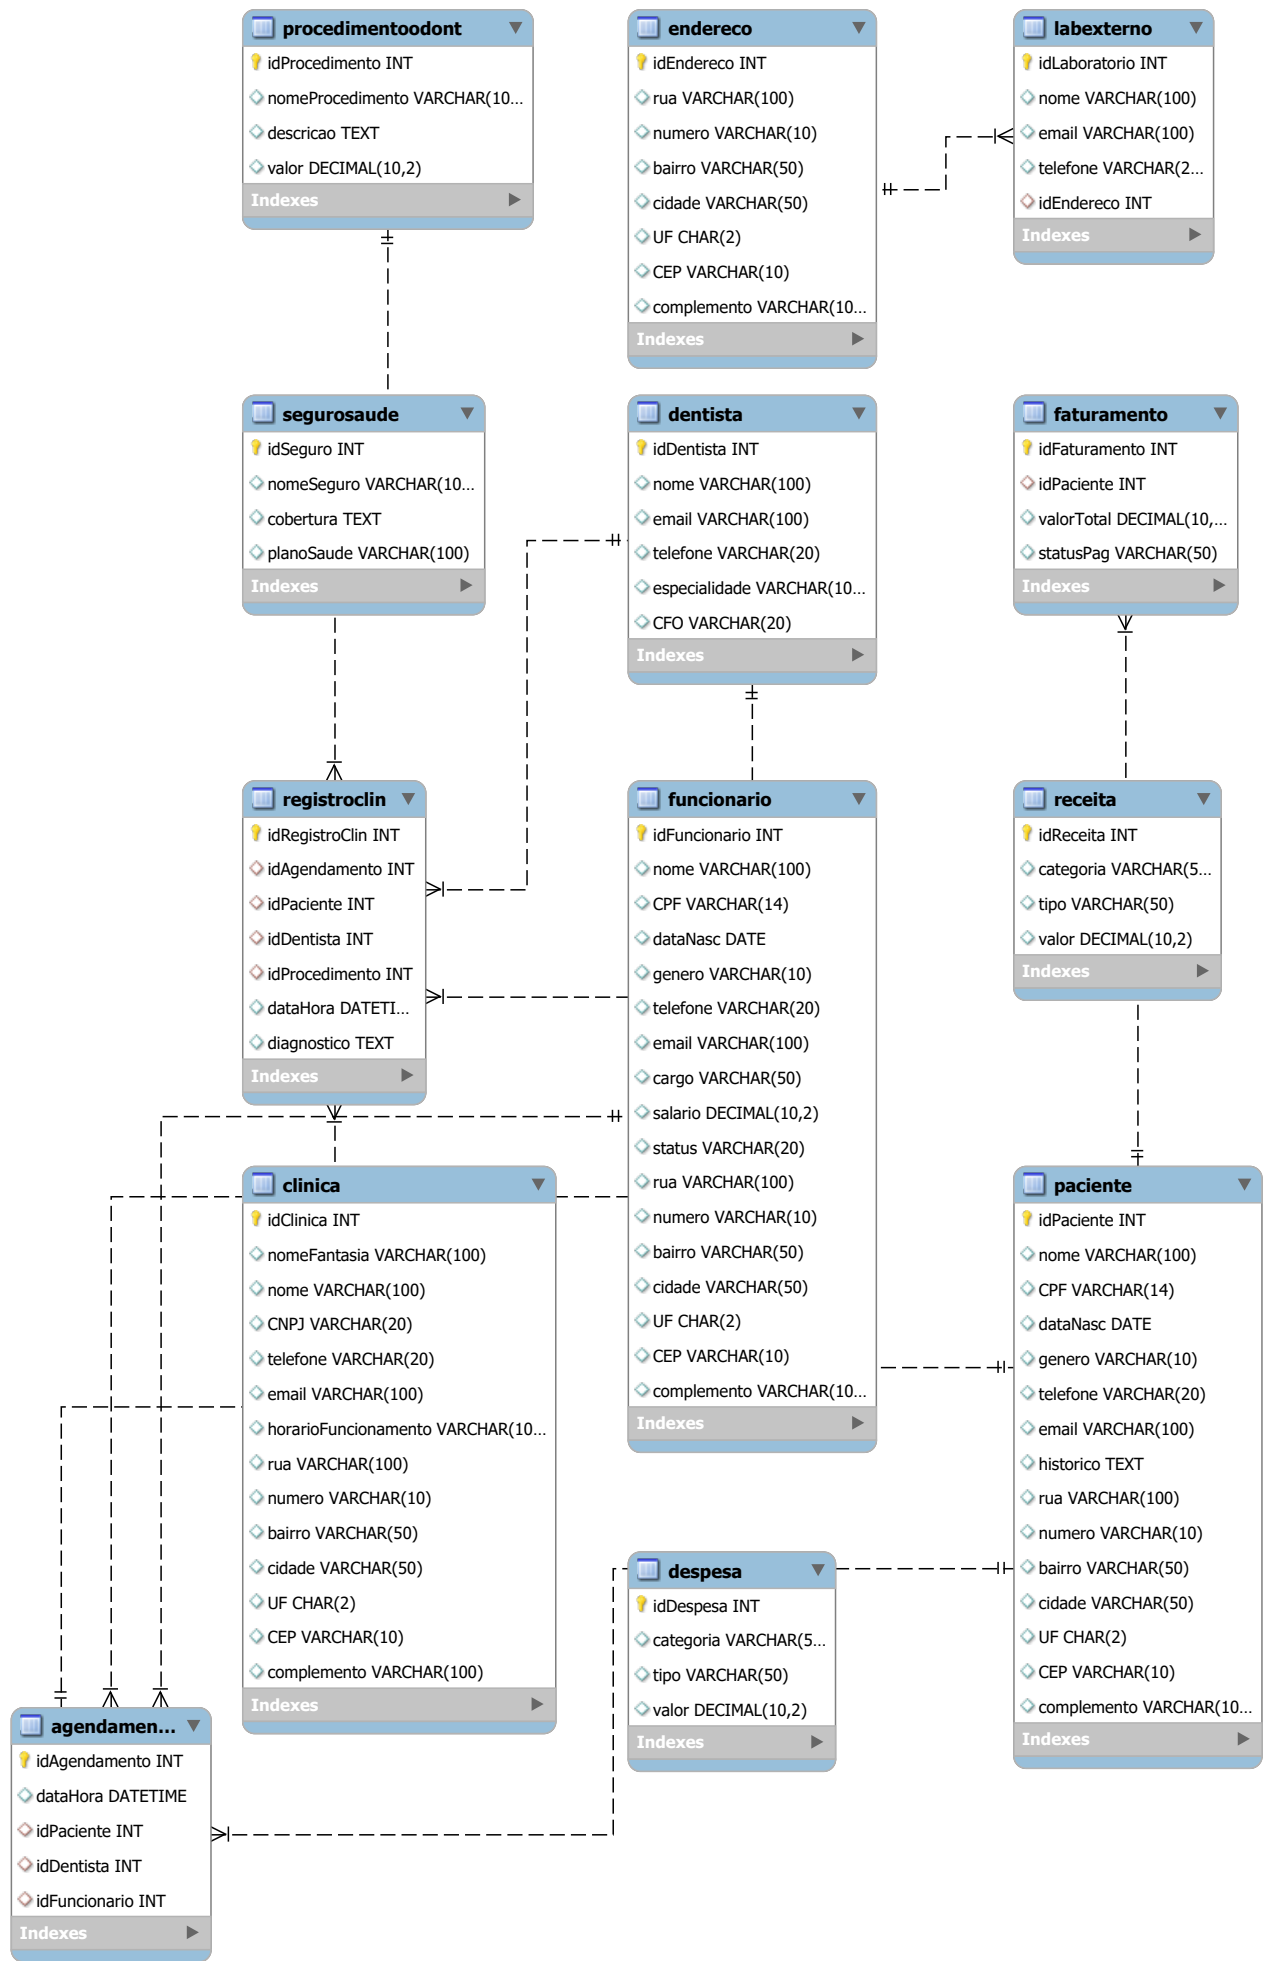 procedimentoodont
idProcedimento INT
nomeProcedimento VARCHAR(10...
descricao TEXT
valor DECIMAL(10,2)
Indexes
endereco
idEndereco INT
rua VARCHAR(100)
numero VARCHAR(10)
bairro VARCHAR(50)
cidade VARCHAR(50)
UF CHAR(2)
CEP VARCHAR(10)
complemento VARCHAR(10...
Indexes
labexterno
idLaboratorio INT
nome VARCHAR(100)
email VARCHAR(100)
telefone VARCHAR(2...
idEndereco INT
Indexes
segurosaude
idSeguro INT
nomeSeguro VARCHAR(10...
cobertura TEXT
planoSaude VARCHAR(100)
Indexes
dentista
idDentista INT
nome VARCHAR(100)
email VARCHAR(100)
telefone VARCHAR(20)
especialidade VARCHAR(10...
CFO VARCHAR(20)
Indexes
faturamento
idFaturamento INT
idPaciente INT
valorTotal DECIMAL(10,...
statusPag VARCHAR(50)
Indexes
registroclin
idRegistroClin INT
idAgendamento INT
idPaciente INT
idDentista INT
idProcedimento INT
dataHora DATETI...
diagnostico TEXT
Indexes
funcionario
idFuncionario INT
nome VARCHAR(100)
CPF VARCHAR(14)
dataNasc DATE
genero VARCHAR(10)
telefone VARCHAR(20)
email VARCHAR(100)
cargo VARCHAR(50)
salario DECIMAL(10,2)
status VARCHAR(20)
rua VARCHAR(100)
numero VARCHAR(10)
bairro VARCHAR(50)
cidade VARCHAR(50)
UF CHAR(2)
CEP VARCHAR(10)
complemento VARCHAR(10...
Indexes
receita
idReceita INT
categoria VARCHAR(5...
tipo VARCHAR(50)
valor DECIMAL(10,2)
Indexes
clinica
idClinica INT
nomeFantasia VARCHAR(100)
nome VARCHAR(100)
CNPJ VARCHAR(20)
telefone VARCHAR(20)
email VARCHAR(100)
horarioFuncionamento VARCHAR(10...
rua VARCHAR(100)
numero VARCHAR(10)
bairro VARCHAR(50)
cidade VARCHAR(50)
UF CHAR(2)
CEP VARCHAR(10)
complemento VARCHAR(100)
Indexes
paciente
idPaciente INT
nome VARCHAR(100)
CPF VARCHAR(14)
dataNasc DATE
genero VARCHAR(10)
telefone VARCHAR(20)
email VARCHAR(100)
historico TEXT
rua VARCHAR(100)
numero VARCHAR(10)
bairro VARCHAR(50)
cidade VARCHAR(50)
UF CHAR(2)
CEP VARCHAR(10)
complemento VARCHAR(10...
Indexes
despesa
idDespesa INT
categoria VARCHAR(5...
tipo VARCHAR(50)
valor DECIMAL(10,2)
Indexes
agendamen...
idAgendamento INT
dataHora DATETIME
idPaciente INT
idDentista INT
idFuncionario INT
Indexes